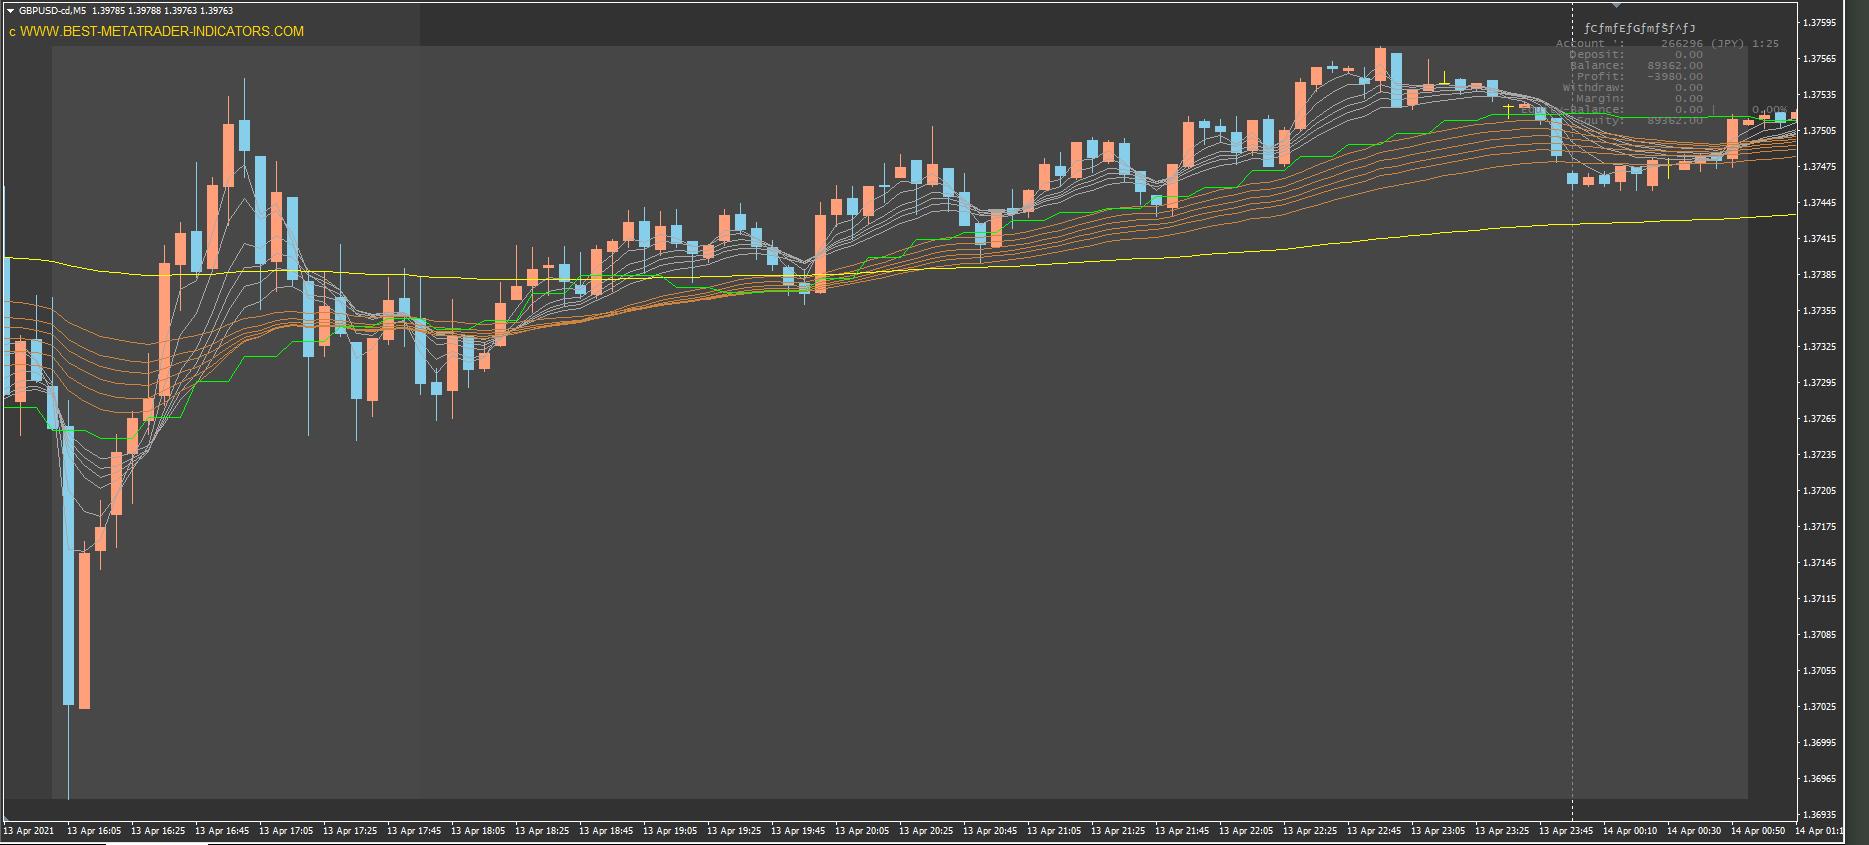 GBPUSD-cd,M5 1.39785 1.39788 1.39763 1.39763
c WWW.BEST-METATRADER-INDICATORS.COM
ƒCƒmƒEƒGƒmƒŠƒ^ƒJ
Account ': 266296 (JPY) 1:25
Deposit: 0.00
Balance: 89362.00
Profit: -3980.00
Withdraw: 0.00
Margin: 0.00
-Balance: 0.00 | 0.00%
Equity: 89362.00
1.37595
1.37565
1.37535
1.37505
1.37475
1.37445
1.37415
1.37385
1.37355
1.37325
1.37295
1.37265
1.37235
1.37205
1.37175
1.37145
1.37115
1.37085
1.37055
1.37025
1.36995
1.36965
1.36935
13 Apr 2021 13 Apr 16:05 13 Apr 16:25 13 Apr 16:45 13 Apr 17:05 13 Apr 17:25 13 Apr 17:45 13 Apr 18:05 13 Apr 18:25 13 Apr 18:45 13 Apr 19:05 13 Apr 19:25 13 Apr 19:45 13 Apr 20:05 13 Apr 20:25 13 Apr 20:45 13 Apr 21:05 13 Apr 21:25 13 Apr 21:45 13 Apr 22:05 13 Apr 22:25 13 Apr 22:45 13 Apr 23:05 13 Apr 23:25 13 Apr 23:45 14 Apr 00:10 14 Apr 00:30 14 Apr 00:50 14 Apr 01:1